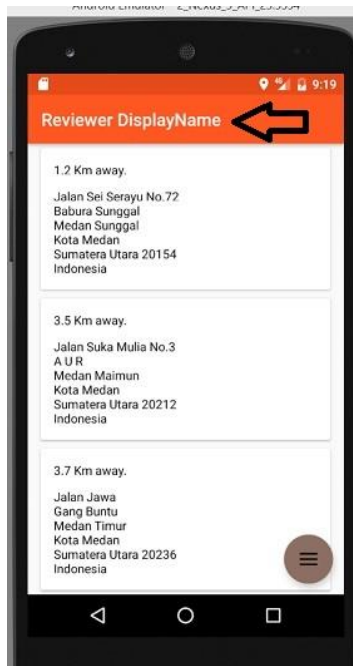 9:19
Reviewer DisplayName
1.2 Km away.
Jalan Sei Serayu No.72
Babura Sunggal
Medan Sunggal
Kota Medan
Sumatera Utara 20154
Indonesia
3.5 Km away.
Jalan Suka Mulia No.3
A U R
Medan Maimun
Kota Medan
Sumatera Utara 20212
Indonesia
3.7 Km away.
Jalan Jawa
Gang Buntu
Medan Timur
Kota Medan
Sumatera Utara 20236
Indonesia